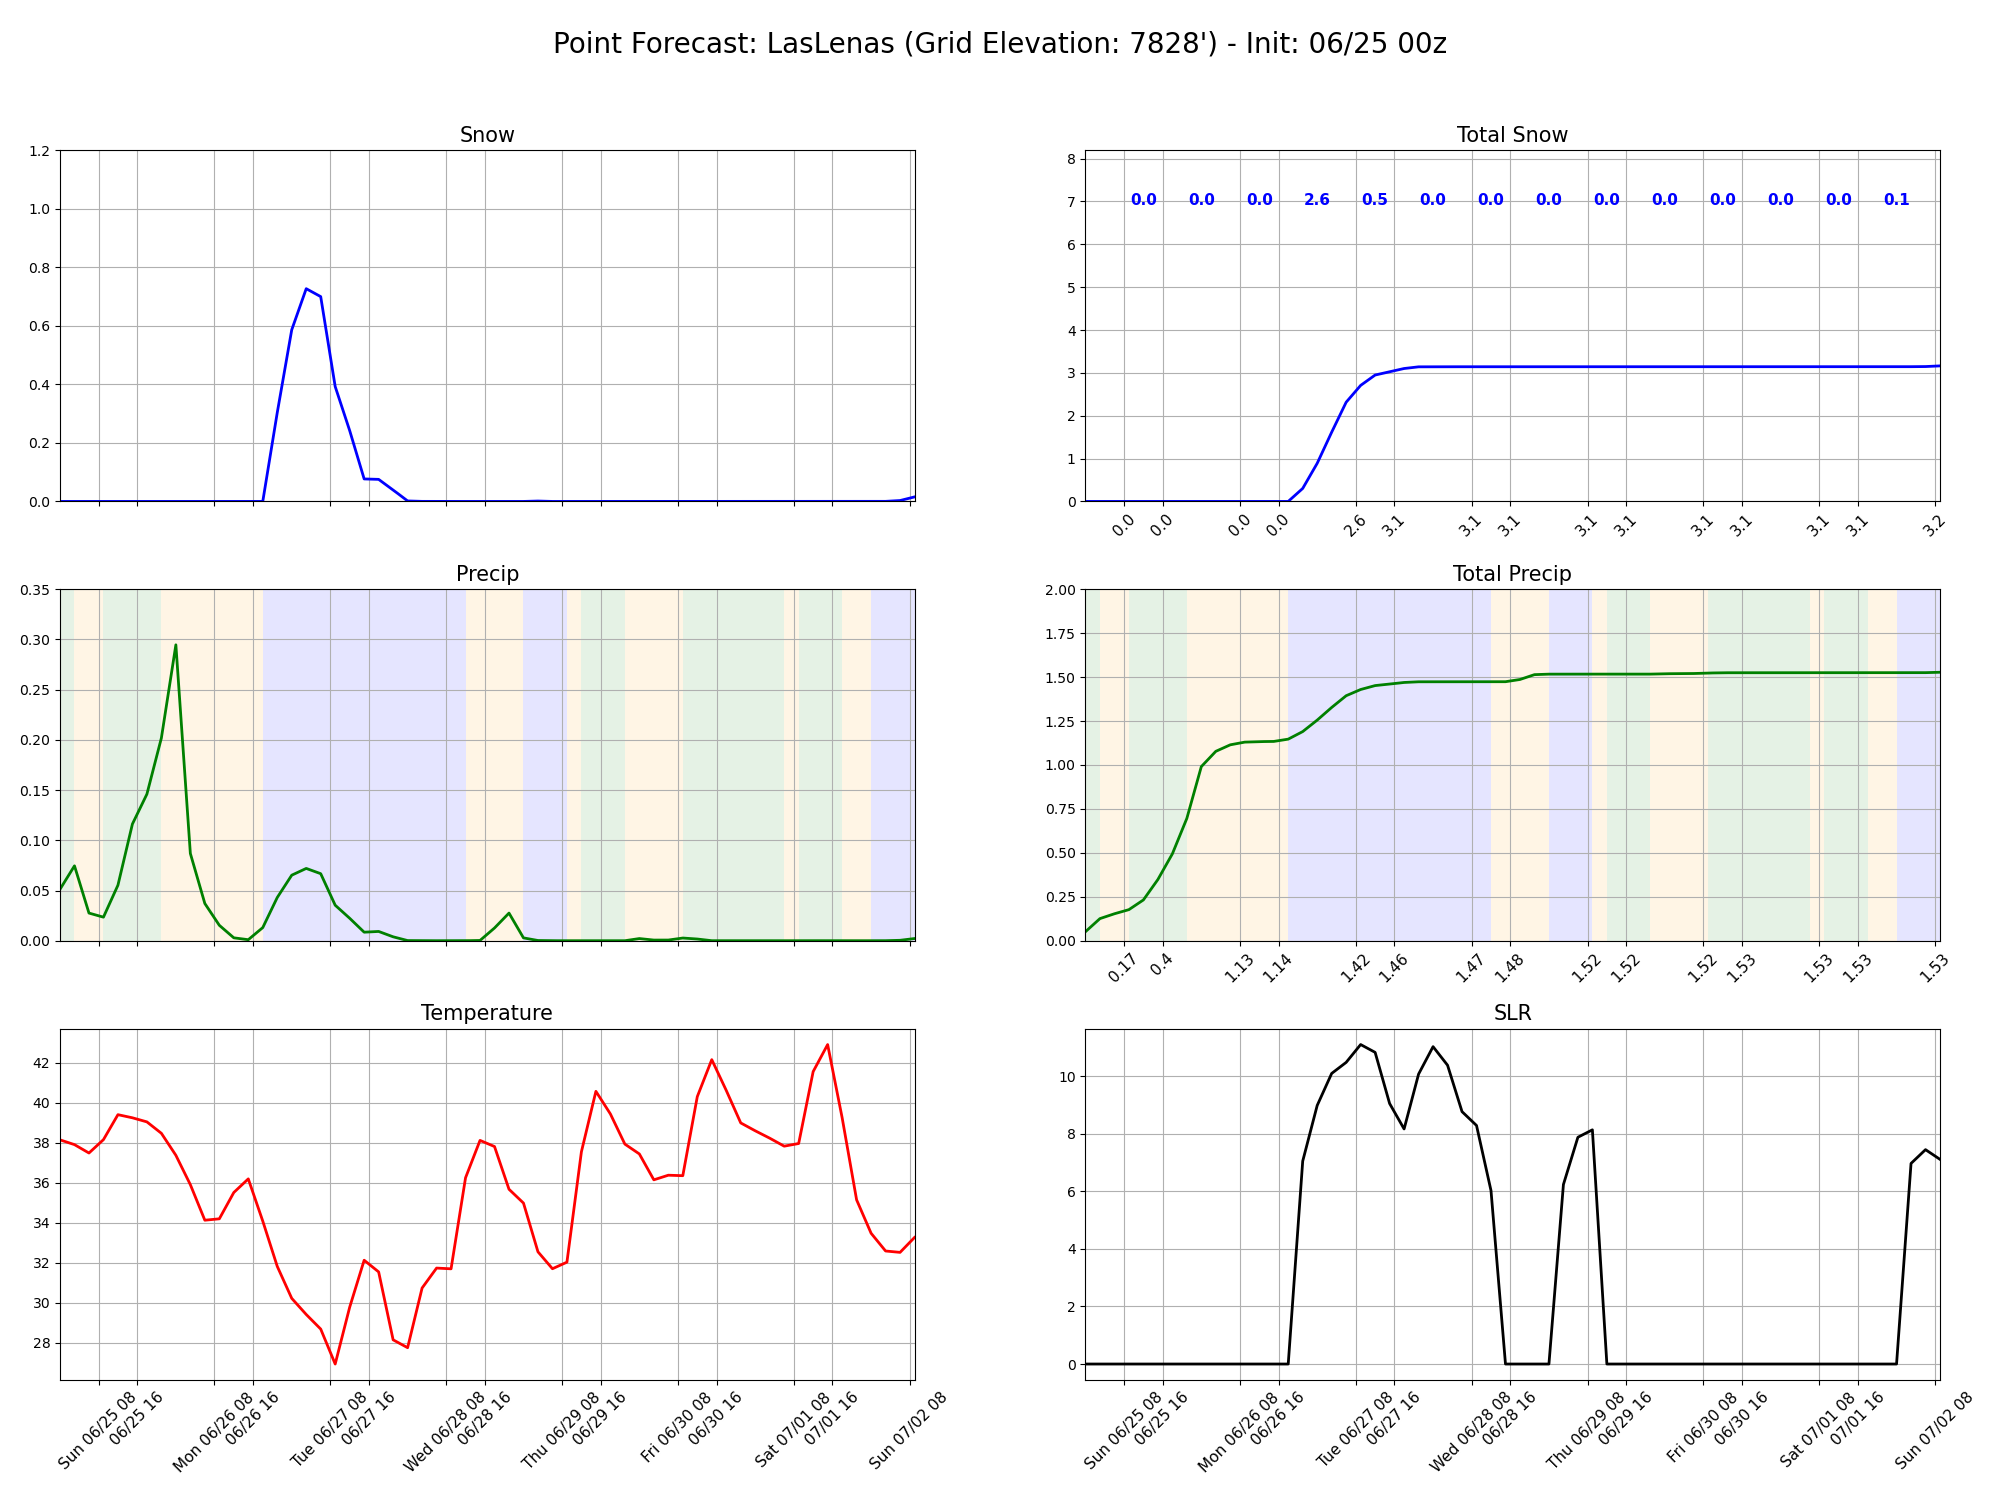 Point Forecast: LasLenas (Grid Elevation: 7828') - Init: 06/25 00z
Snow
1.2
1.0
0.8
0.6
0.4
0.2
0.0
Total Snow
8
7
6
5
4
3
2
1
0
0.0 0.0 0.0 2.6 0.5 0.0 0.0 0.0 0.0 0.0 0.0 0.0 0.0 0.1
0.0 0.0 0.0 0.0 2.6 3.1 3.1 3.1 3.1 3.1 3.1 3.1 3.1 3.1 3.2
Precip
0.35
0.30
0.25
0.20
0.15
0.10
0.05
0.00
Total Precip
2.00
1.75
1.50
1.25
1.00
0.75
0.50
0.25
0.00
0.17 0.4 1.13 1.14 1.42 1.46 1.47 1.48 1.52 1.52 1.52 1.53 1.53 1.53 1.53
Temperature
42
40
38
36
34
32
30
28
Sun 06/25 08
06/25 16
Mon 06/26 08
06/26 16
Tue 06/27 08
06/27 16
Wed 06/28 08
06/28 16
Thu 06/29 08
06/29 16
Fri 06/30 08
06/30 16
Sat 07/01 08
07/01 16
Sun 07/02 08
SLR
10
8
6
4
2
0
Sun 06/25 08
06/25 16
Mon 06/26 08
06/26 16
Tue 06/27 08
06/27 16
Wed 06/28 08
06/28 16
Thu 06/29 08
06/29 16
Fri 06/30 08
06/30 16
Sat 07/01 08
07/01 16
Sun 07/02 08